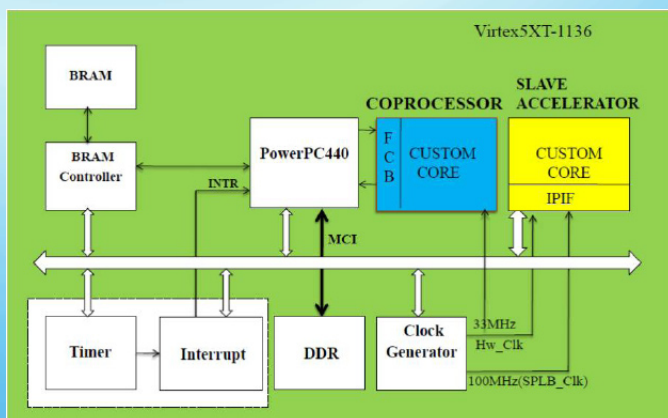 Virtex5XT-1136
BRAM
BRAM
Controller
PowerPC440
INTR
COPROCESSOR
F
C
B
CUSTOM
CORE
SLAVE
ACCELERATOR
CUSTOM
CORE
IPIF
MCI
Timer
Interrupt
DDR
Clock
Generator
33MHz
Hw_Clk
100MHz(SPLB_Clk)